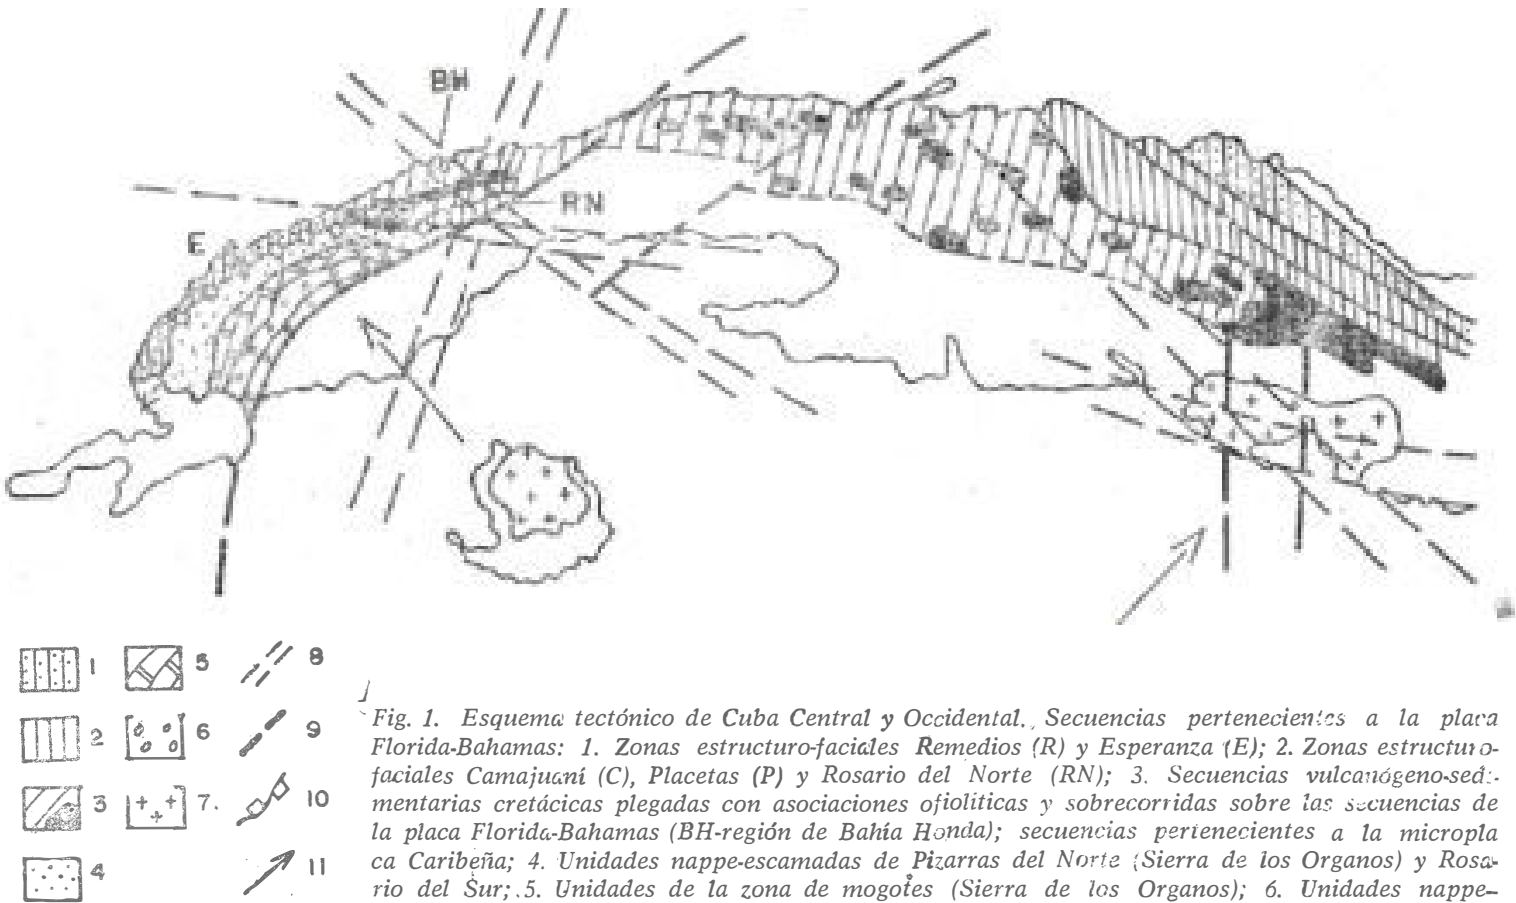 BH
RN
E
1
2
3
4
5
6
7.
8
9
10
11
Fig. 1. Esquema tectónico de Cuba Central y Occidental. Secuencias pertenecientes a la placa
Florida-Bahamas: 1. Zonas estructuro-faciales Remedios (R) y Esperanza (E); 2. Zonas estructuro-
faciales Camajuaní (C), Placetas (P) y Rosario del Norte (RN); 3. Secuencias vulcanógeno-sedi-
mentarias cretácicas plegadas con asociaciones ofiolíticas y sobrecorridas sobre las secuencias de
la placa Florida-Bahamas (BH-región de Bahía Honda); secuencias pertenecientes a la micropla
ca Caribeña; 4. Unidades nappe-escamadas de Pizarras del Norte (Sierra de los Organos) y Rosa-
rio del Sur; 5. Unidades de la zona de mogotes (Sierra de los Organos); 6. Unidades nappe-